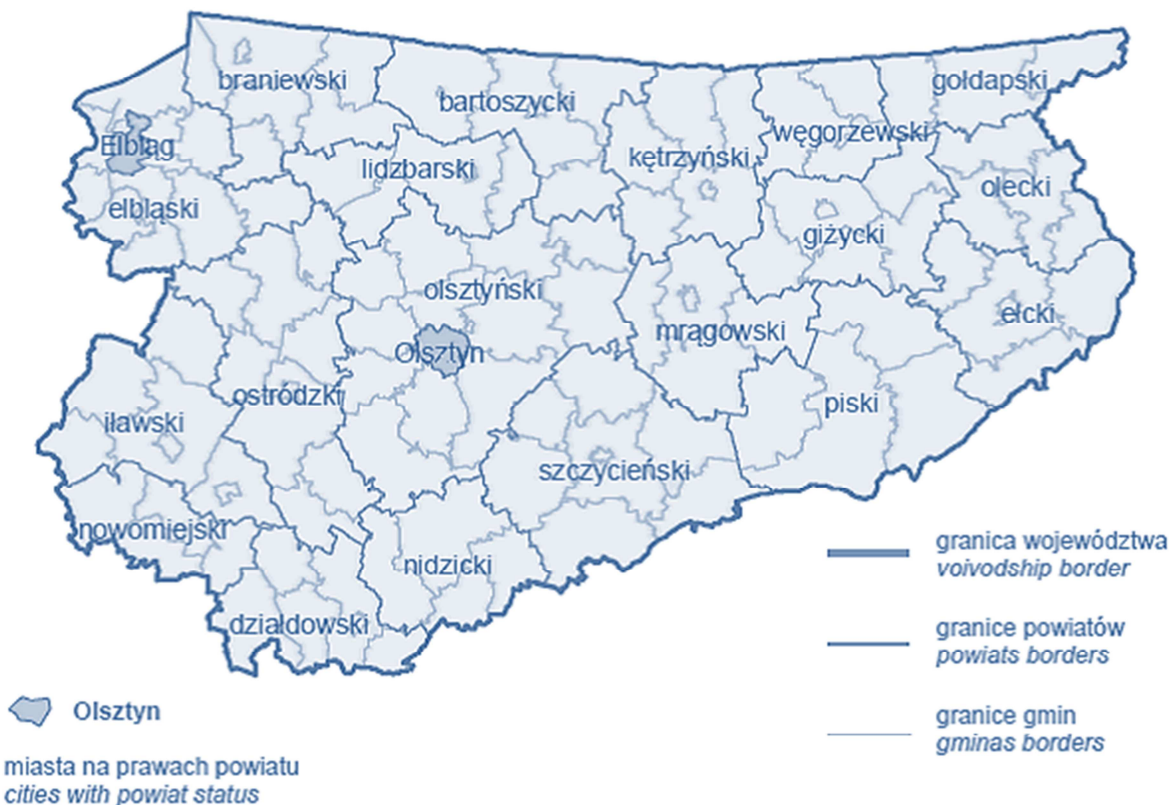 braniewski
gołdapski
bartoszycki
węgorzewski
Elbląg
kętrzyński
lidzbarski
olecki
elbląski
giżycki
olsztyński
ełcki
mrągowski
Olsztyn
ostródzki
piski
iławski
szczycieński
nowomiejski
nidzicki
działdowski
granica województwa
voivodship border
granice powiatów
powiats borders
granice gmin
gminas borders
Olsztyn
miasta na prawach powiatu
cities with powiat status